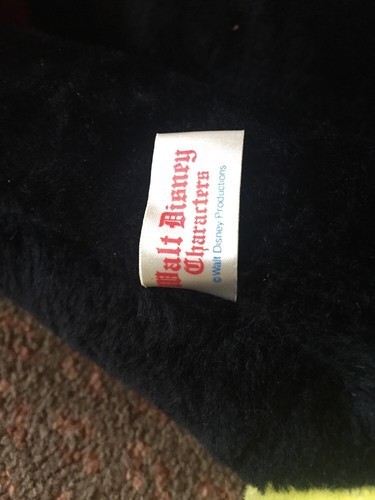 Walt Disney
Characters
© Walt Disney Productions